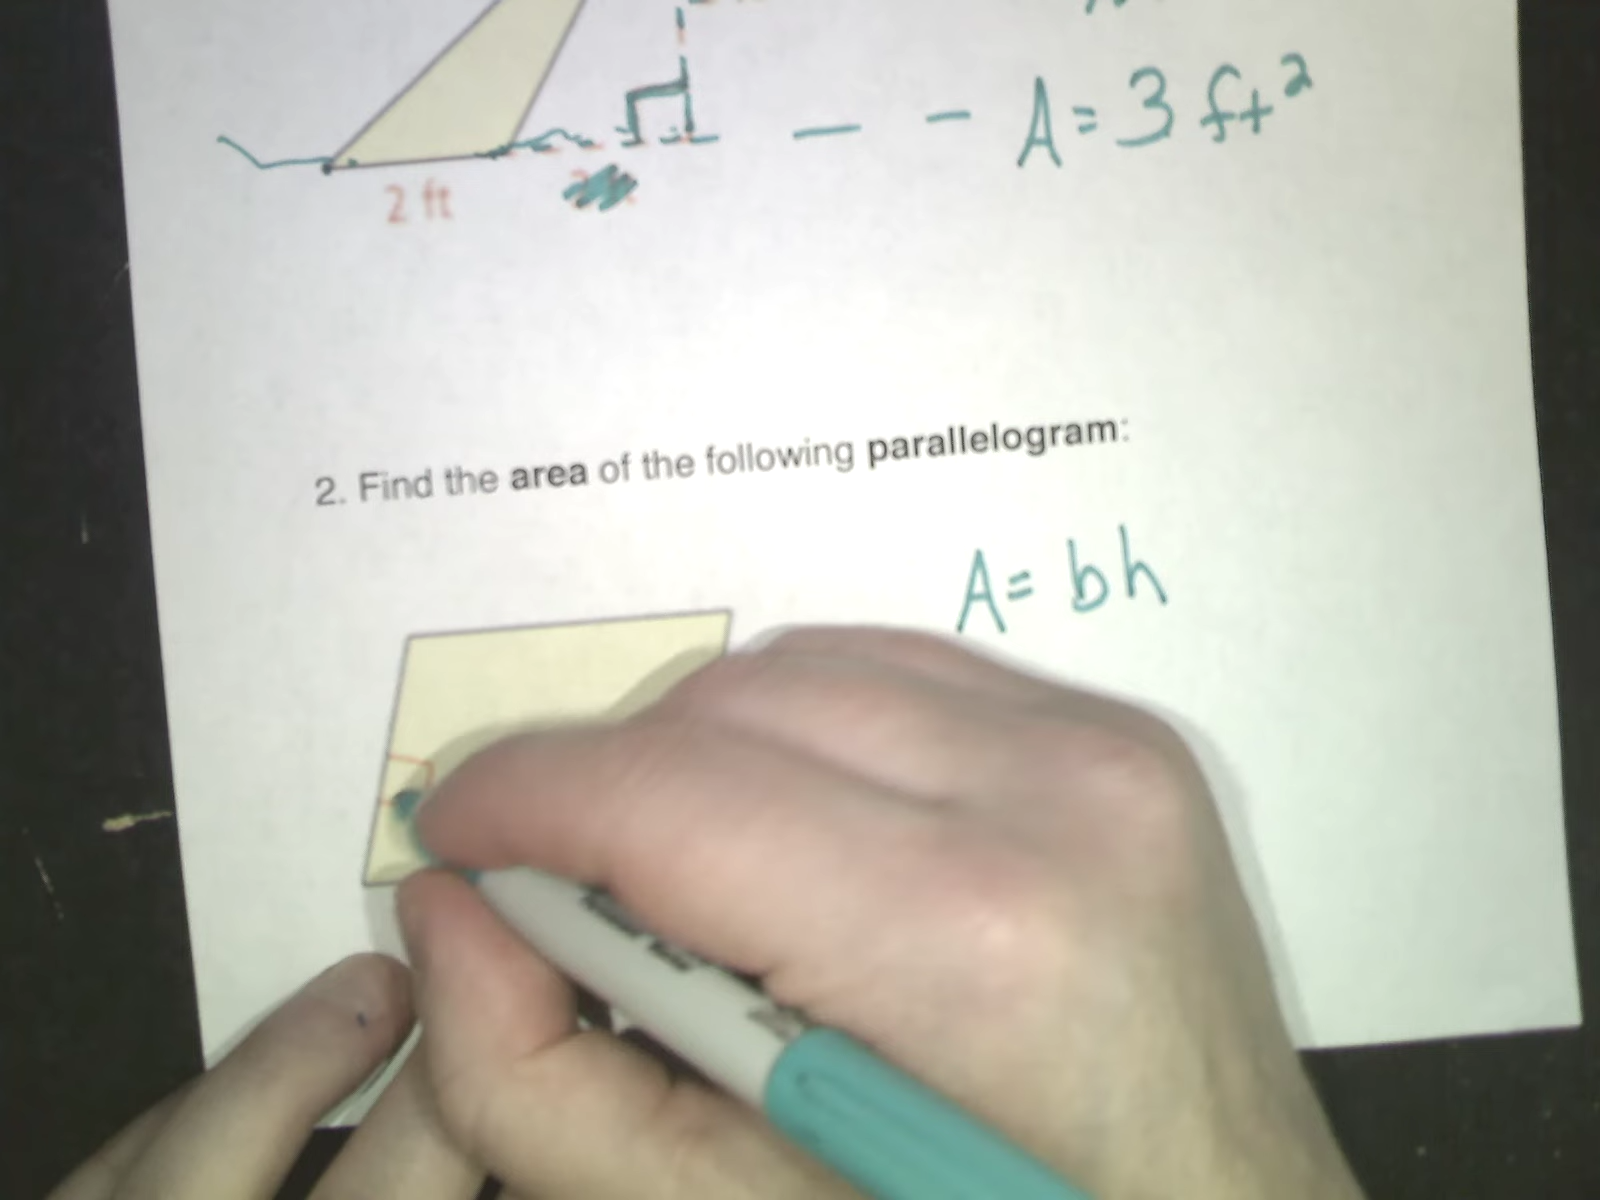 A = 3 ft²
2 ft
2. Find the area of the following parallelogram:
A = bh